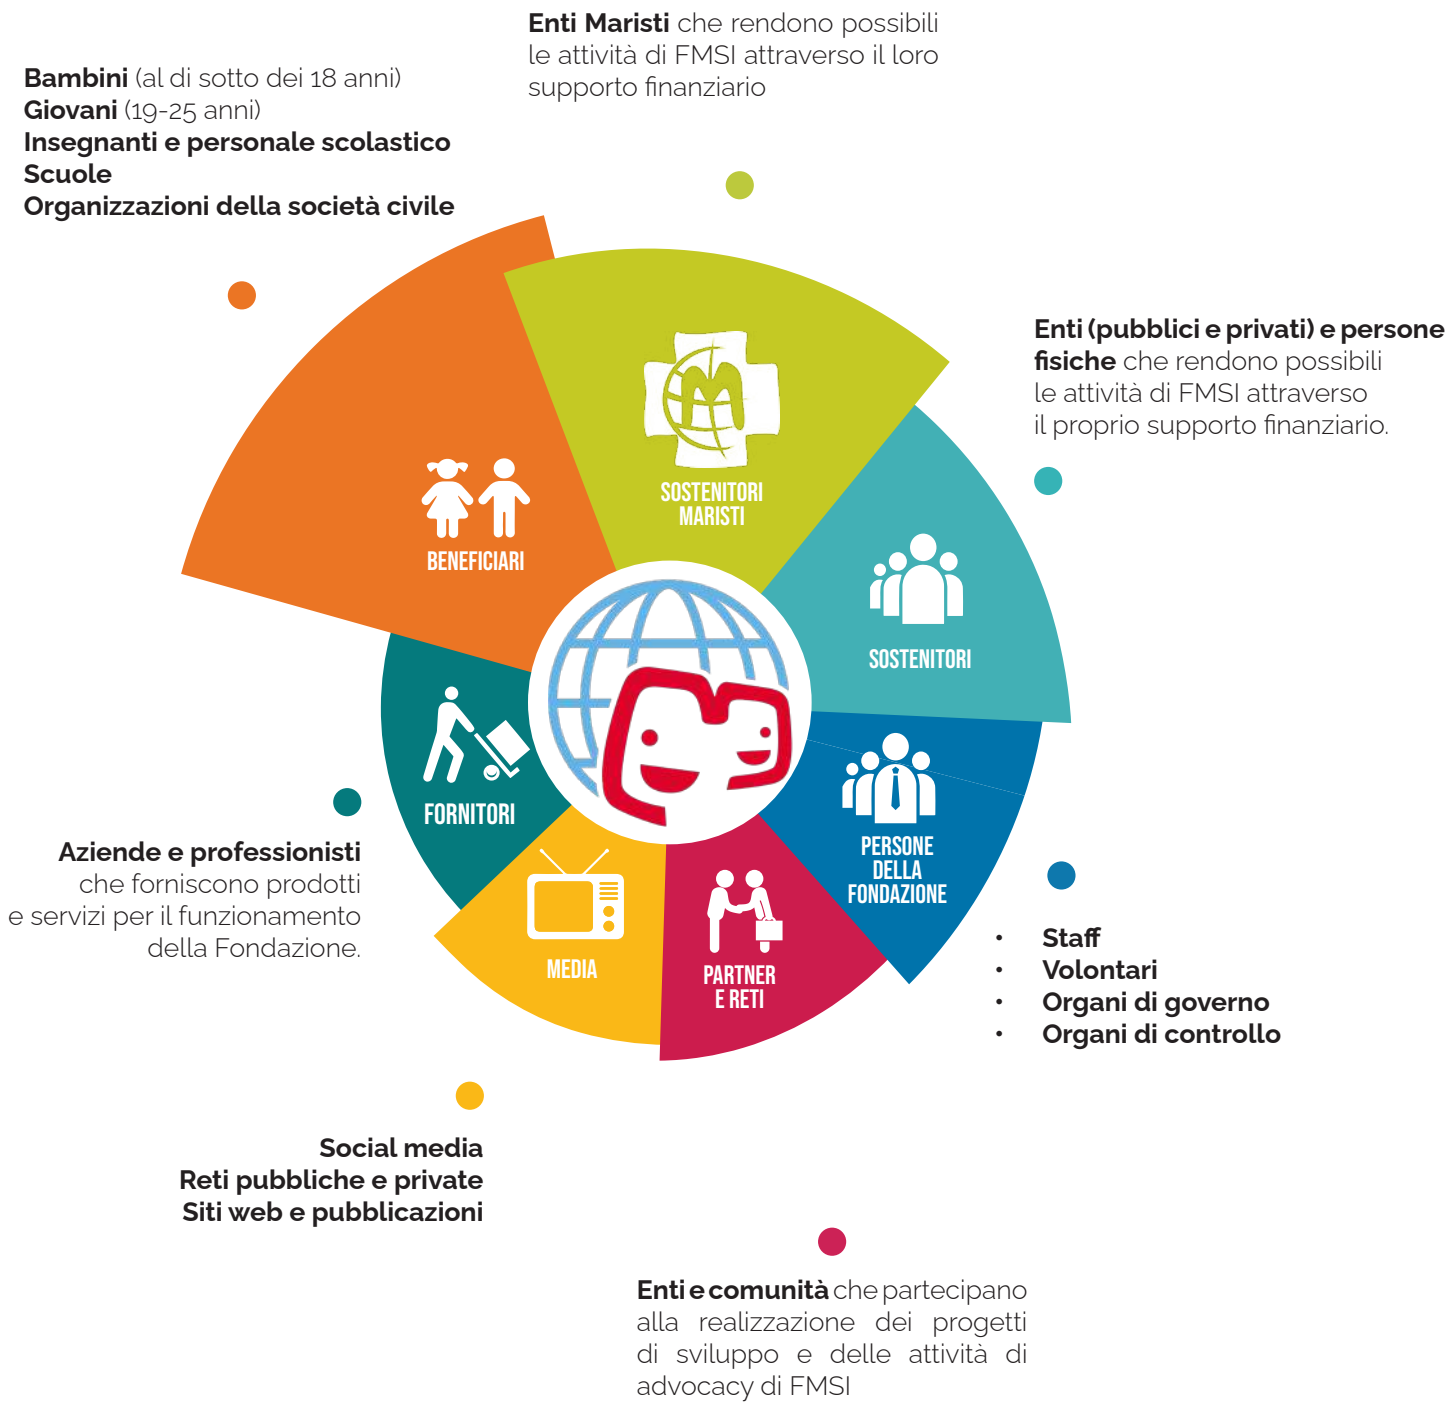 Enti Maristi che rendono possibili
le attività di FMSI attraverso il loro
supporto finanziario
Bambini (al di sotto dei 18 anni)
Giovani (19-25 anni)
Insegnanti e personale scolastico
Scuole
Organizzazioni della società civile
Enti (pubblici e privati) e persone
fisiche che rendono possibili
le attività di FMSI attraverso
il proprio supporto finanziario.
SOSTENITORI
MARISTI
BENEFICIARI
SOSTENITORI
FORNITORI
PERSONE
DELLA
FONDAZIONE
MEDIA
PARTNER
E RETI
Aziende e professionisti
che forniscono prodotti
e servizi per il funzionamento
della Fondazione.
• Staff
• Volontari
• Organi di governo
• Organi di controllo
Social media
Reti pubbliche e private
Siti web e pubblicazioni
Enti e comunità che partecipano
alla realizzazione dei progetti
di sviluppo e delle attività di
advocacy di FMSI